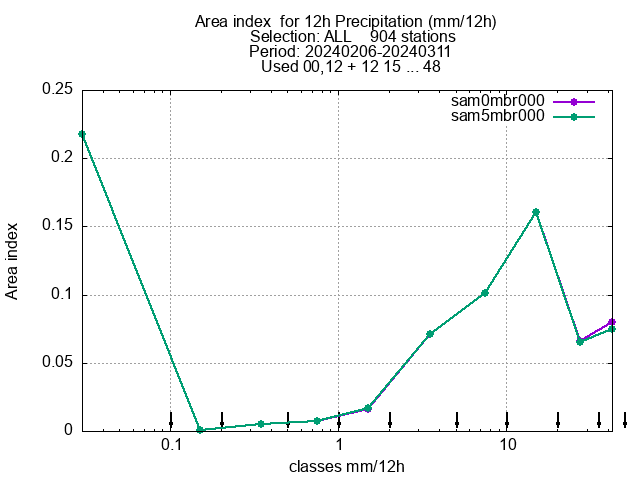 Area index  for 12h Precipitation (mm/12h)
Selection: ALL    904 stations
Period: 20240206-20240311
Used 00,12 + 12 15 ... 48
sam0mbr000
sam5mbr000
0.25
0.2
0.15
0.1
0.05
0
Area index
0.1 1 10
classes mm/12h